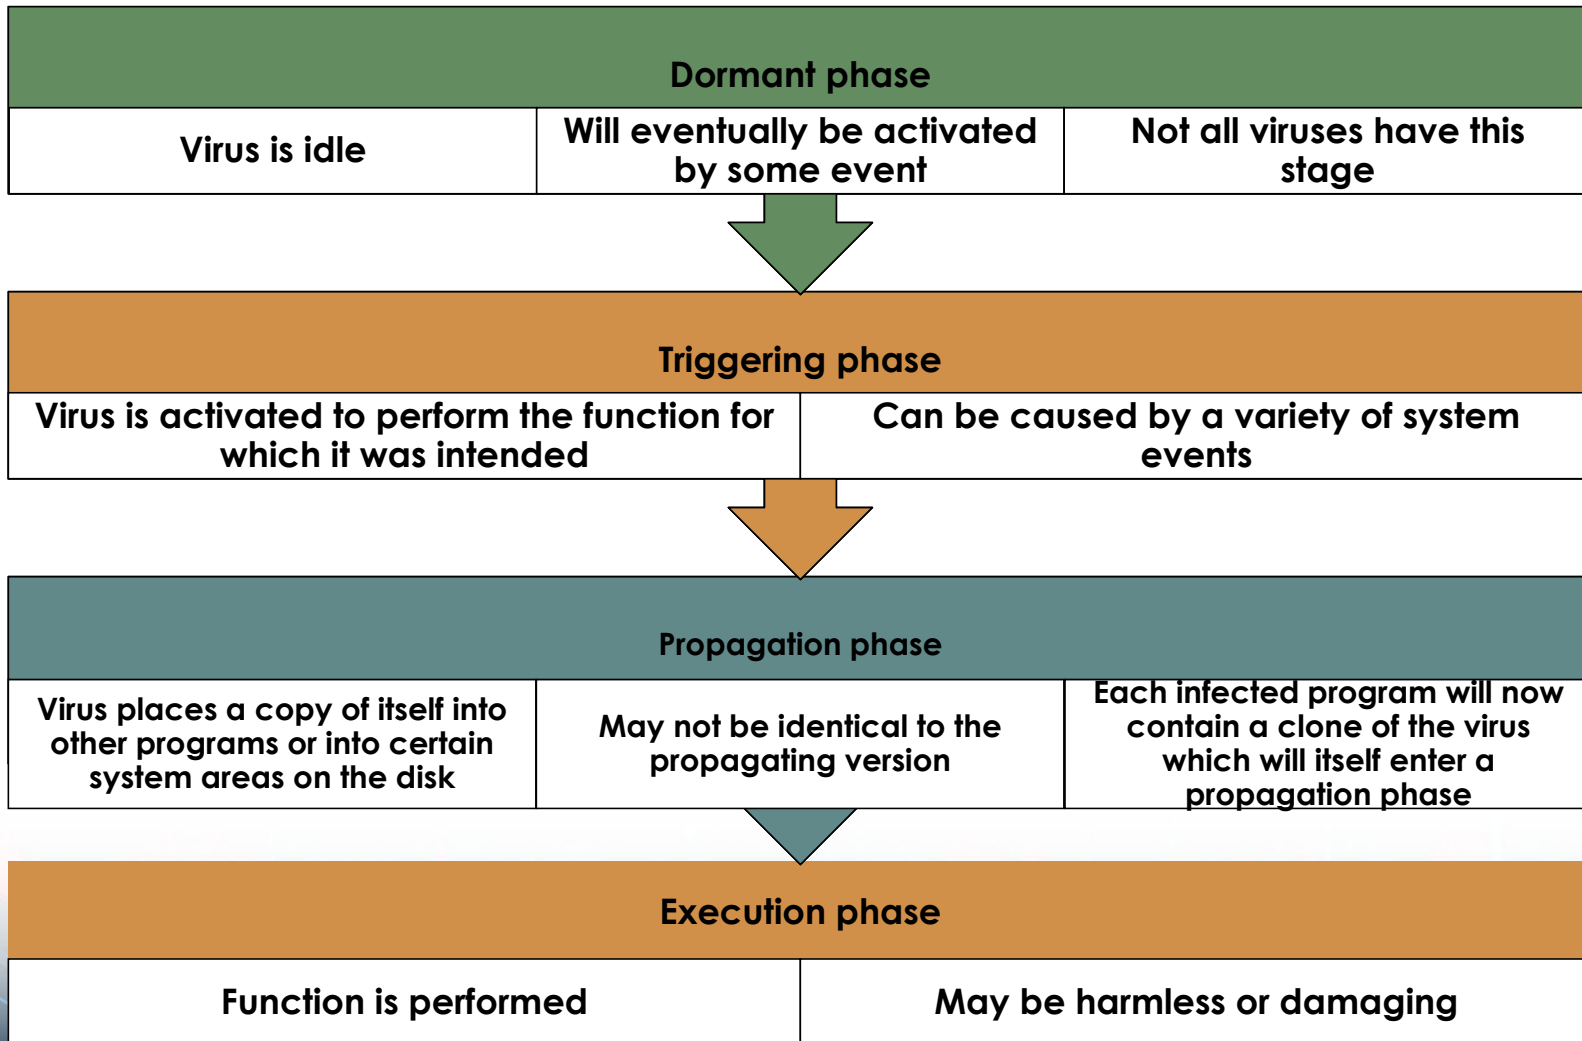 Dormant phase
Virus is idle
Will eventually be activated
by some event
Not all viruses have this
stage
Triggering phase
Virus is activated to perform the function for
which it was intended
Can be caused by a variety of system
events
Propagation phase
Virus places a copy of itself into
other programs or into certain
system areas on the disk
May not be identical to the
propagating version
Each infected program will now
contain a clone of the virus
which will itself enter a
propagation phase
Execution phase
Function is performed
May be harmless or damaging